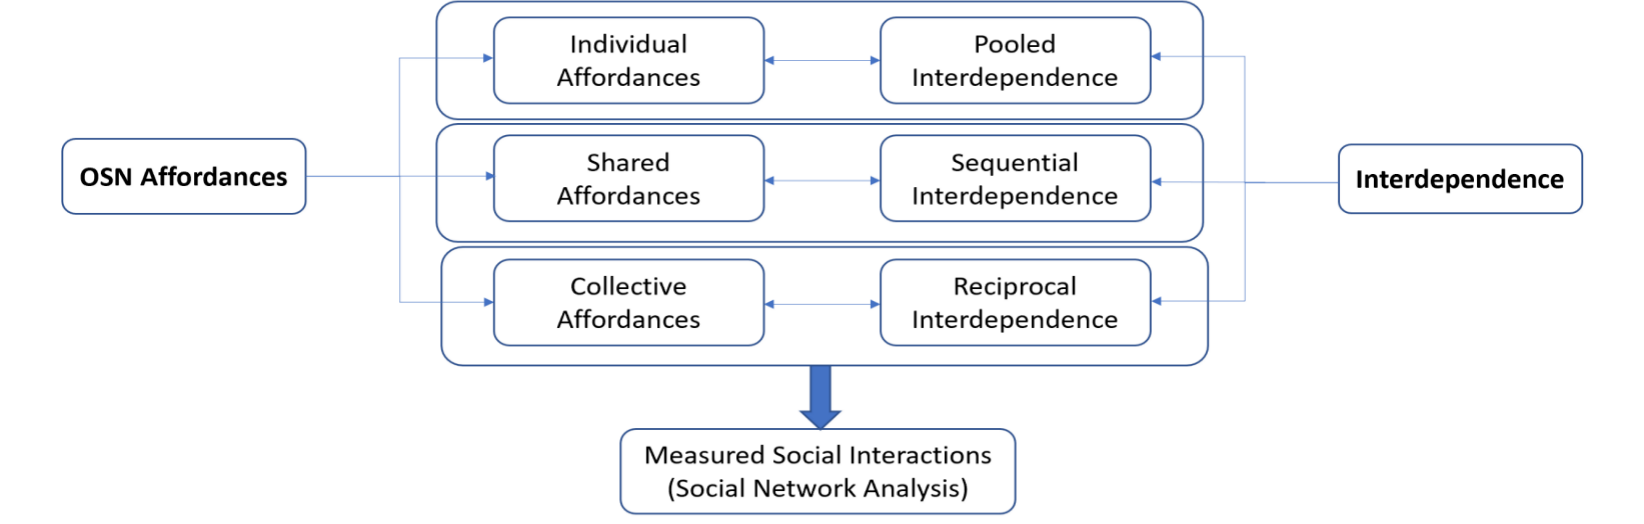 Individual
Affordances
Pooled
Interdependence
OSN Affordances
Shared
Affordances
Sequential
Interdependence
Interdependence
Collective
Affordances
Reciprocal
Interdependence
Measured Social Interactions
(Social Network Analysis)